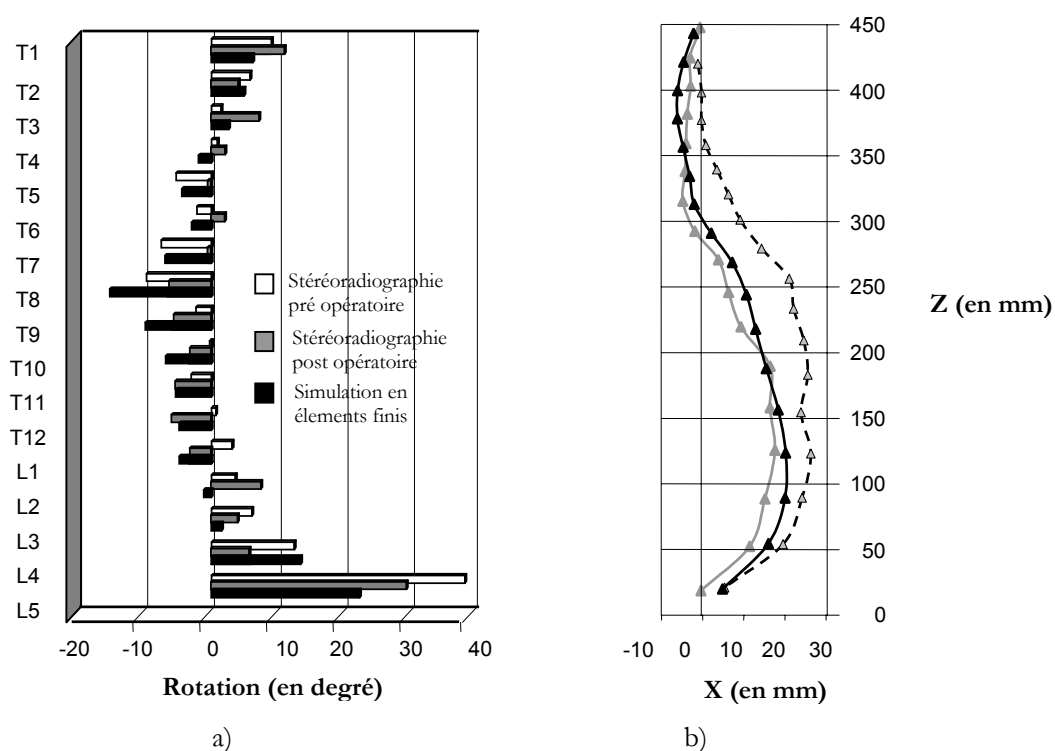 T1
T2
T3
T4
T5
T6
T7
T8
T9
T10
T11
T12
L1
L2
L3
L4
L5
-20 -10 0 10 20 30 40
Rotation (en degré)
Stéréoradiographie
pré opératoire
Stéréoradiographie
post opératoire
Simulation en
élements finis
a)
450
400
350
300
250
200
150
100
50
0
Z (en mm)
-10 0 10 20 30
X (en mm)
b)